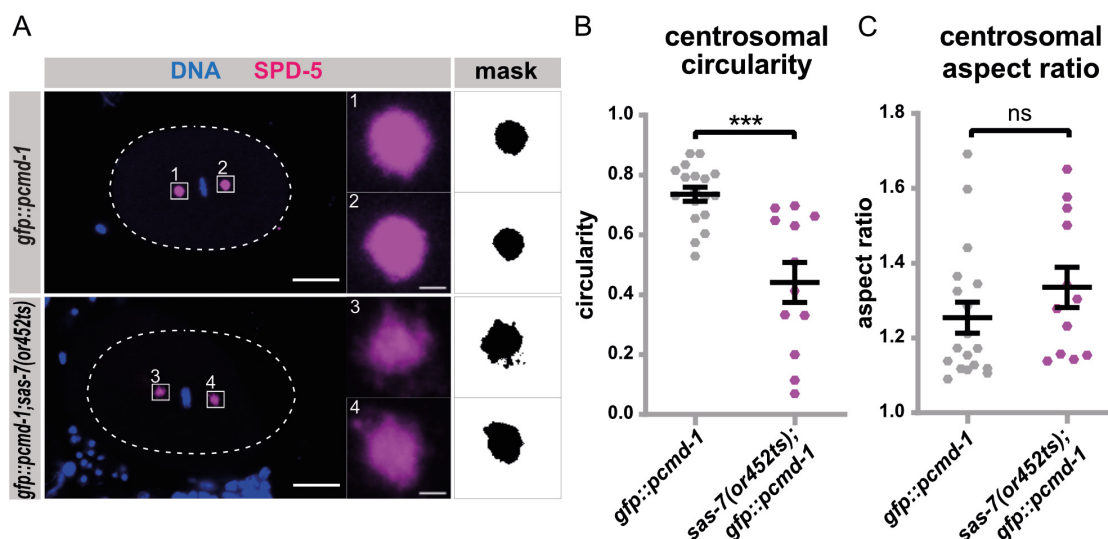 A
DNA SPD-5 mask
gfp::pcmd-1
1
2
1
2
gfp::pcmd-1;sas-7(or452ts)
3
4
3
4
B
centrosomal
circularity
***
circularity
1.0
0.8
0.6
0.4
0.2
0.0
gfp::pcmd-1
sas-7(or452ts);
gfp::pcmd-1
C
centrosomal
aspect ratio
ns
aspect ratio
1.8
1.6
1.4
1.2
1.0
gfp::pcmd-1
sas-7(or452ts);
gfp::pcmd-1